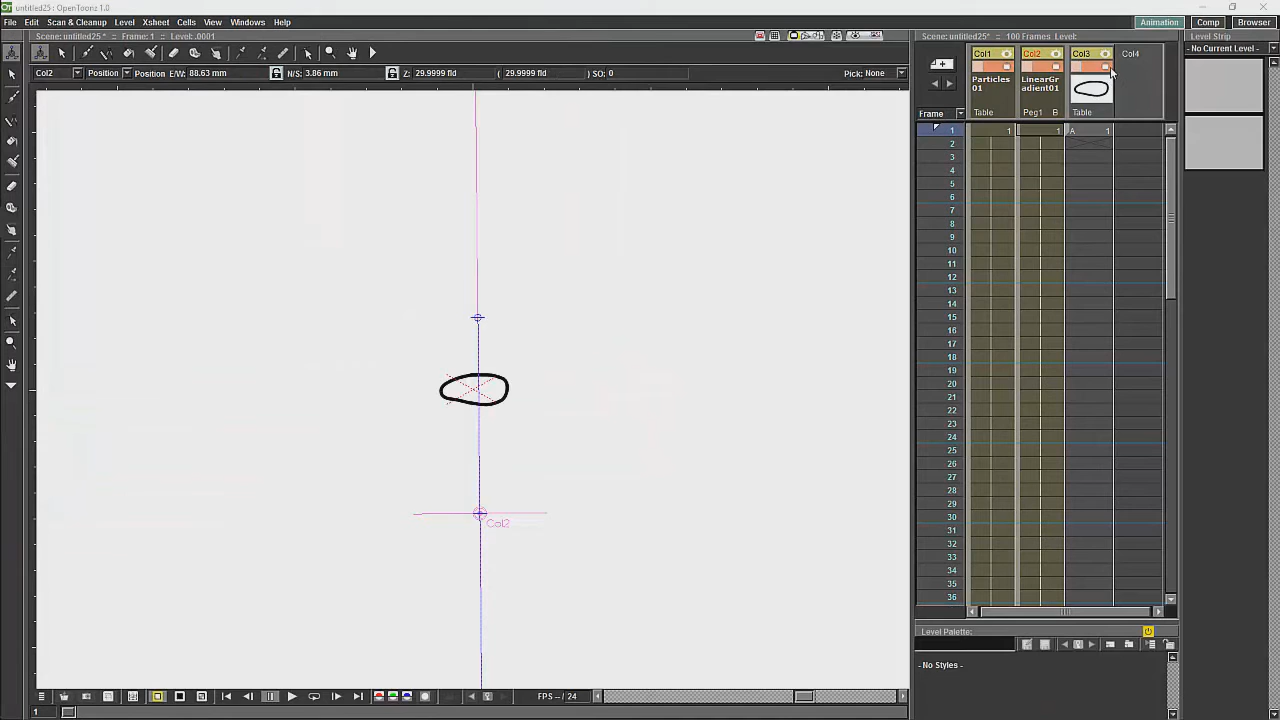 untitled25 : OpenToonz 1.0
File Edit Scan & Cleanup Level Xsheet Cells View Windows Help
Animation Comp Browser
Scene: untitled25* :: Frame: 1 :: Level: .0001
Scene: untitled25* :: 100 Frames Level:
Level Strip
- No Current Level -
Col2 Position Position E/W: 88.63 mm N/S: 3.86 mm Z: 29.9999 fld ( 29.9999 fld ) SO: 0 Pick: None
Col1 Col2 Col3 Col4
Particles 01
LinearGradient01
Table Peg1 B Table
Frame
1 1 1 A 1
2
3
4
5
6
7
8
9
10
11
12
13
14
15
16
17
18
19
20
21
22
23
24
25
26
27
28
29
30
31
32
33
34
35
36
Col2
Level Palette:
- No Styles -
FPS -- / 24
1